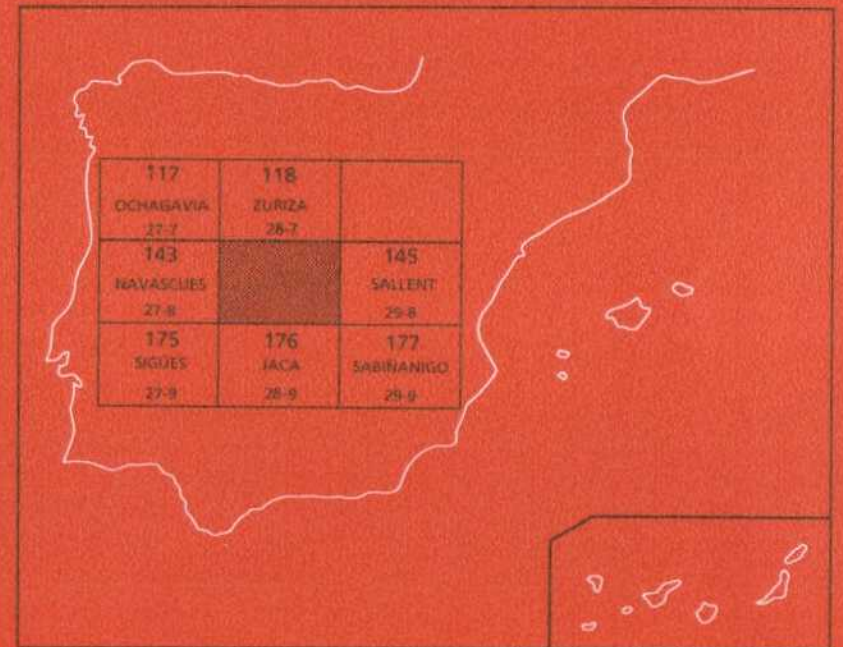 117 118
OCHAGAVIA ZURIZA
27-7 28-7
143 145
NAVASCUES SALLENT
27-8 29-8
175 176 177
SIGÜES JACA SABIÑANIGO
27-9 28-9 29-9